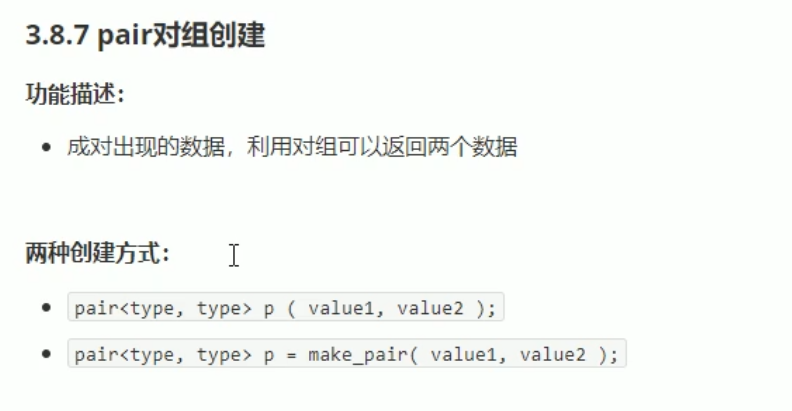 3.8.7 pair对组创建
功能描述：
成对出现的数据，利用对组可以返回两个数据
两种创建方式：
pair<type, type> p ( value1, value2 );
pair<type, type> p = make_pair( value1, value2 );